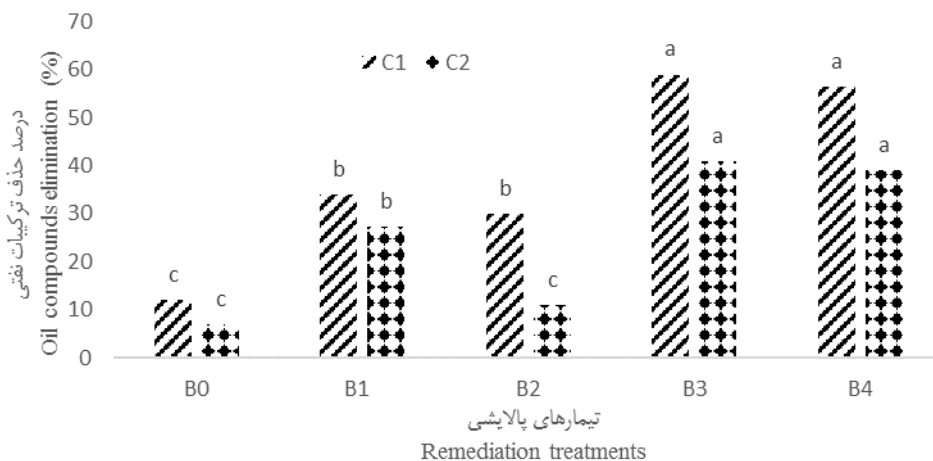 70
60
50
40
30
20
10
0
درصد حذف ترکیبات نفتی
Oil compounds elimination (%)
C1 C2
c c b b b c a a a a
B0 B1 B2 B3 B4
تیمارهای پالایشی
Remediation treatments